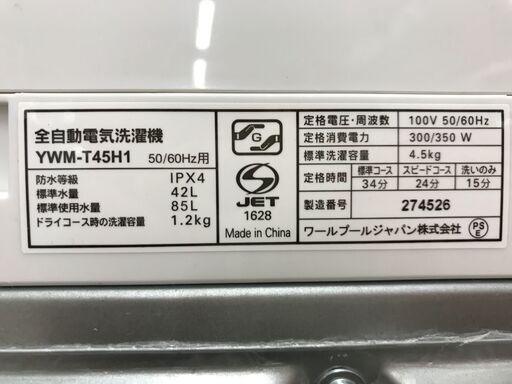 全自動電気洗濯機
YWM-T45H1 50/60Hz用
防水等級 IPX4
標準水量 42L
標準使用水量 85L
ドライコース時の洗濯容量 1.2kg
G
JET
1628
Made in China
定格電圧・周波数 100V 50/60Hz
定格消費電力 300/350 W
標準洗濯容量 4.5kg
定格時間 標準コース スピードコース 洗いのみ
34分 24分 15分
製造番号 274526
ワールプールジャパン株式会社 PS E